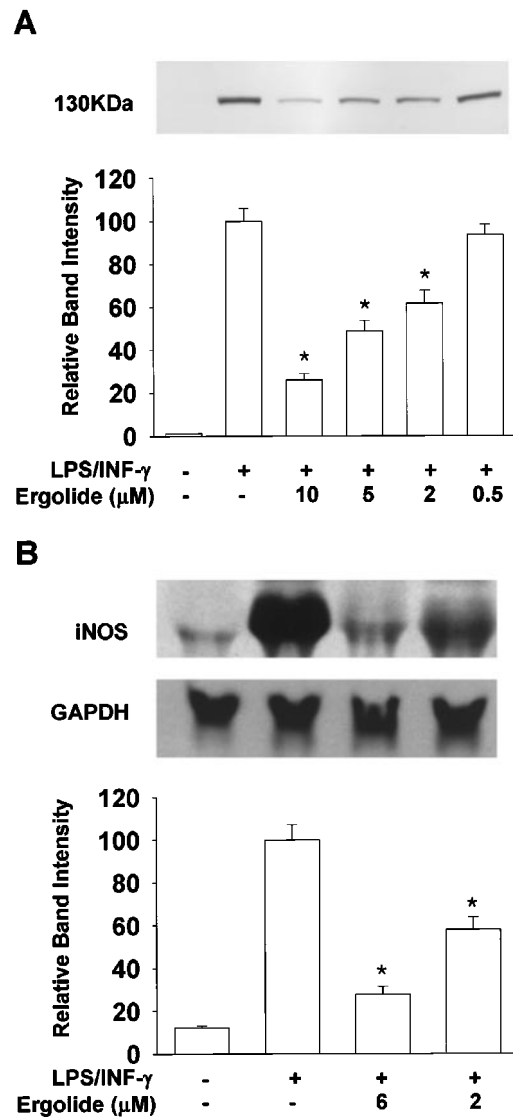 A
130KDa
120
100
80
60
40
20
0
Relative Band Intensity
* * *
LPS/INF-γ - + + + + +
Ergolide (μM) - - 10 5 2 0.5
B
iNOS
GAPDH
120
100
80
60
40
20
0
Relative Band Intensity
* *
LPS/INF-γ - + + +
Ergolide (μM) - - 6 2